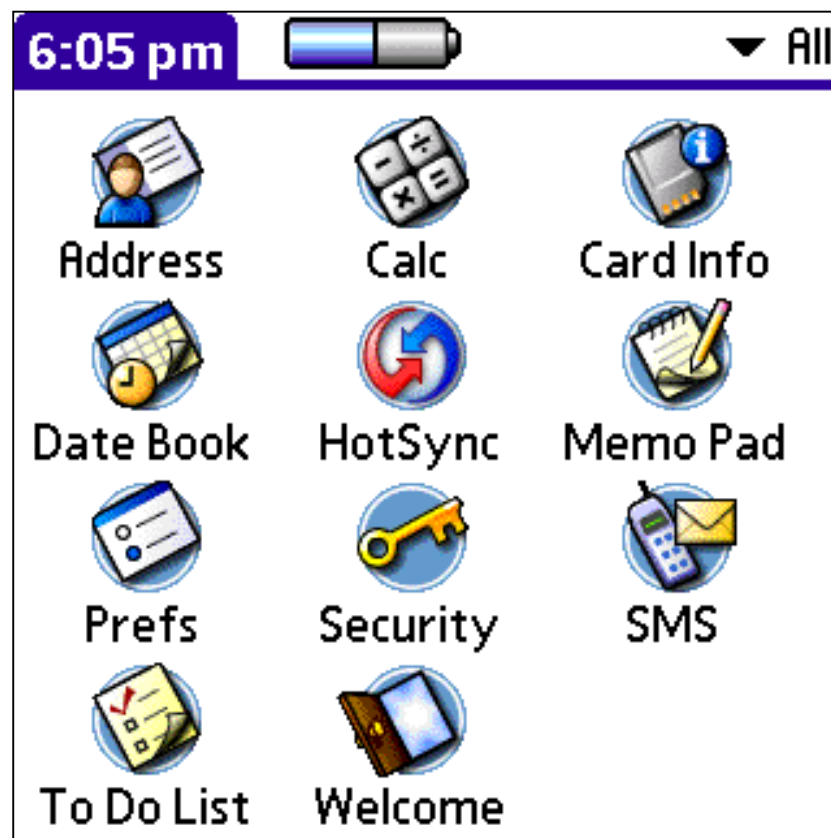 6:05 pm All
Address Calc Card Info
Date Book HotSync Memo Pad
Prefs Security SMS
To Do List Welcome